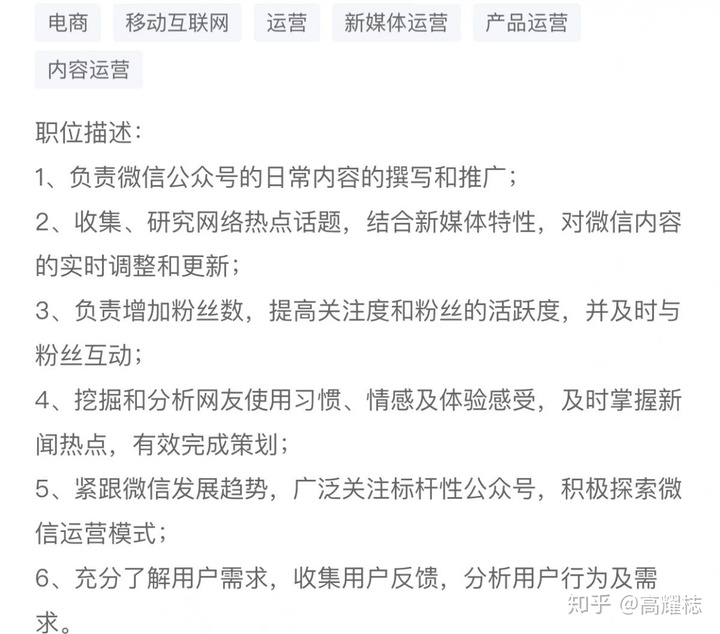 电商 移动互联网 运营 新媒体运营 产品运营
内容运营
职位描述：
1、负责微信公众号的日常内容的撰写和推广；
2、收集、研究网络热点话题，结合新媒体特性，对微信内容
的实时调整和更新；
3、负责增加粉丝数，提高关注度和粉丝的活跃度，并及时与
粉丝互动；
4、挖掘和分析网友使用习惯、情感及体验感受，及时掌握新
闻热点，有效完成策划；
5、紧跟微信发展趋势，广泛关注标杆性公众号，积极探索微
信运营模式；
6、充分了解用户需求，收集用户反馈，分析用户行为及需
求。
知乎 @高耀梽